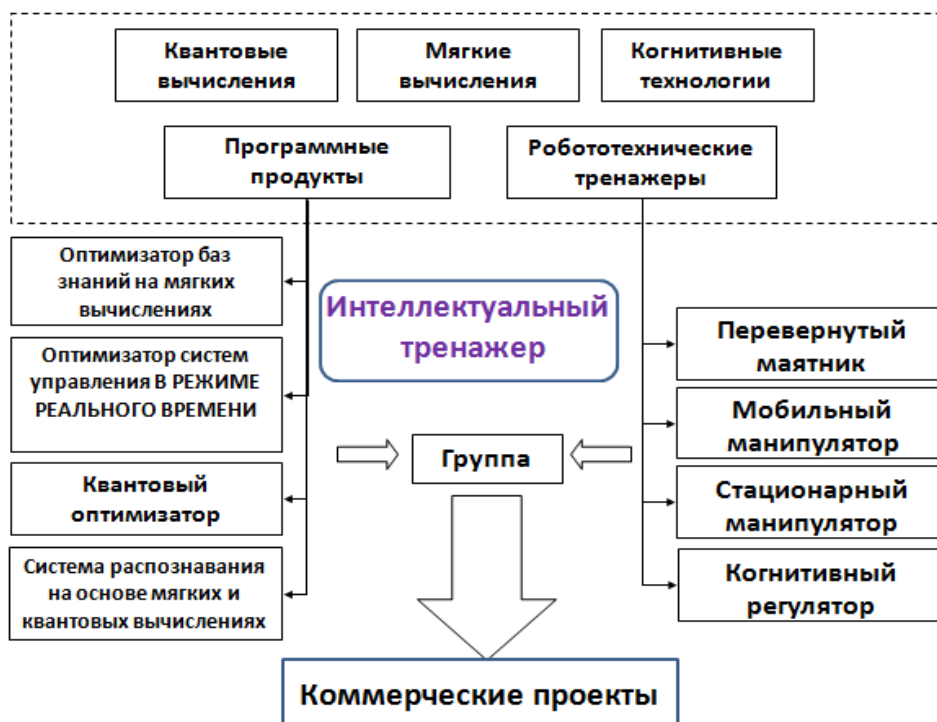 Квантовые
вычисления
Мягкие
вычисления
Когнитивные
технологии
Программные
продукты
Робототехнические
тренажеры
Оптимизатор баз
знаний на мягких
вычислениях
Оптимизатор систем
управления В РЕЖИМЕ
РЕАЛЬНОГО ВРЕМЕНИ
Квантовый
оптимизатор
Система распознавания
на основе мягких и
квантовых вычислениях
Интеллектуальный
тренажер
Группа
Перевернутый
маятник
Мобильный
манипулятор
Стационарный
манипулятор
Когнитивный
регулятор
Коммерческие проекты